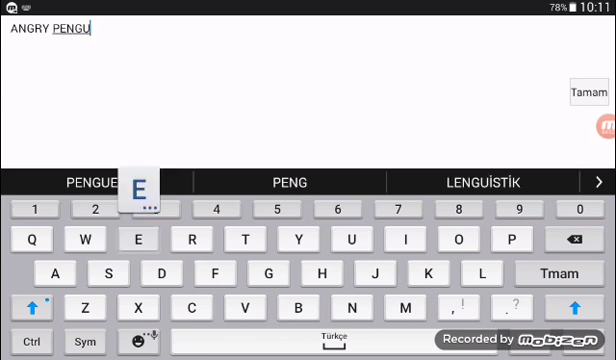 78% 10:11
ANGRY PENGU
Tamam
PENGUE PENG LENGUİSTİK
E
1 2 4 5 6 7 8 9 0
Q W E R T Y U I O P
A S D F G H J K L Tmam
Z X C V B N M , ! . ?
Ctrl Sym Türkçe
Recorded by mobizen